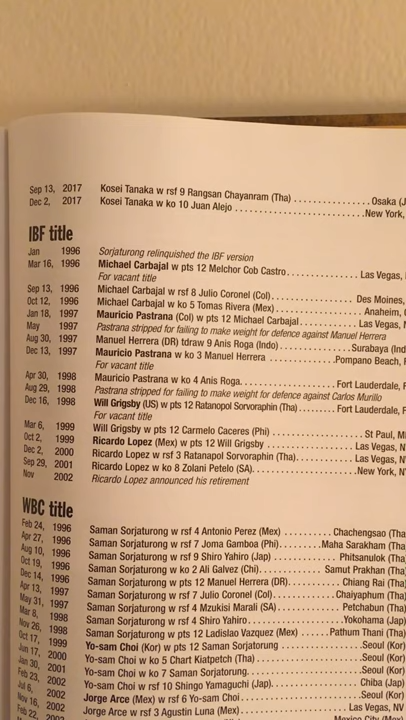 Sep 13, 2017 Kosei Tanaka w rsf 9 Rangsan Chayanram (Tha) .................. Osaka (J
Dec 2, 2017 Kosei Tanaka w ko 10 Juan Alejo .............................. New York,
IBF title
Jan 1996 Sorjaturong relinquished the IBF version
Mar 16, 1996 Michael Carbajal w pts 12 Melchor Cob Castro................ Las Vegas,
For vacant title
Sep 13, 1996 Michael Carbajal w rsf 8 Julio Coronel (Col)................... Des Moines,
Oct 12, 1996 Michael Carbajal w ko 5 Tomas Rivera (Mex)................... Anaheim,
Jan 18, 1997 Mauricio Pastrana (Col) w pts 12 Michael Carbajal............. Las Vegas,
May 1997 Pastrana stripped for failing to make weight for defence against Manuel Herrera
Aug 30, 1997 Manuel Herrera (DR) tdraw 9 Anis Roga (Indo)............... Surabaya (Ind
Dec 13, 1997 Mauricio Pastrana w ko 3 Manuel Herrera ............. Pompano Beach, F
For vacant title
Apr 30, 1998 Mauricio Pastrana w ko 4 Anis Roga..................... Fort Lauderdale, F
Aug 29, 1998 Pastrana stripped for failing to make weight for defence against Carlos Murillo
Dec 16, 1998 Will Grigsby (US) w pts 12 Ratanopol Sorvoraphin (Tha)........ Fort Lauderdale, F
For vacant title
Mar 6, 1999 Will Grigsby w pts 12 Carmelo Caceres (Phi)................... St Paul, M
Oct 2, 1999 Ricardo Lopez (Mex) w pts 12 Will Grigsby .................. Las Vegas, N
Dec 2, 2000 Ricardo Lopez w rsf 3 Ratanapol Sorvoraphin (Tha)............ Las Vegas, N
Sep 29, 2001 Ricardo Lopez w ko 8 Zolani Petelo (SA)..................... New York, N
Nov 2002 Ricardo Lopez announced his retirement
WBC title
Feb 24, 1996 Saman Sorjaturong w rsf 4 Antonio Perez (Mex) ............ Chachengsao (Tha
Apr 27, 1996 Saman Sorjaturong w rsf 7 Joma Gamboa (Phi)......... Maha Sarakham (Tha
Aug 10, 1996 Saman Sorjaturong w rsf 9 Shiro Yahiro (Jap) ............. Phitsanulok (Tha
Oct 19, 1996 Saman Sorjaturong w ko 2 Ali Galvez (Chi) ............. Samut Prakhan (Tha
Dec 14, 1996 Saman Sorjaturong w pts 12 Manuel Herrera (DR).......... Chiang Rai (Tha
Apr 13, 1997 Saman Sorjaturong w rsf 7 Julio Coronel (Col)............. Chaiyaphum (Tha
May 31, 1997 Saman Sorjaturong w rsf 4 Mzukisi Marali (SA)............. Petchabun (Tha
Mar 8, 1998 Saman Sorjaturong w rsf 4 Shiro Yahiro.................... Yokohama (Jap
Nov 26, 1998 Saman Sorjaturong w pts 12 Ladislao Vazquez (Mex) ...... Pathum Thani (Tha
Oct 17, 1999 Yo-sam Choi (Kor) w pts 12 Saman Sorjaturong ................. Seoul (Kor)
Jun 17, 2000 Yo-sam Choi w ko 5 Chart Kiatpetch (Tha)..................... Seoul (Kor)
Jan 30, 2001 Yo-sam Choi w ko 7 Saman Sorjaturong........................ Seoul (Kor)
Feb 23, 2002 Yo-sam Choi w rsf 10 Shingo Yamaguchi (Jap)................. Chiba (Jap)
Jul 6, 2002 Jorge Arce (Mex) w rsf 6 Yo-sam Choi....................... Seoul (Kor)
Nov 16, 2002 Jorge Arce w rsf 3 Agustin Luna (Mex)..................... Las Vegas, NV
Feb 22,